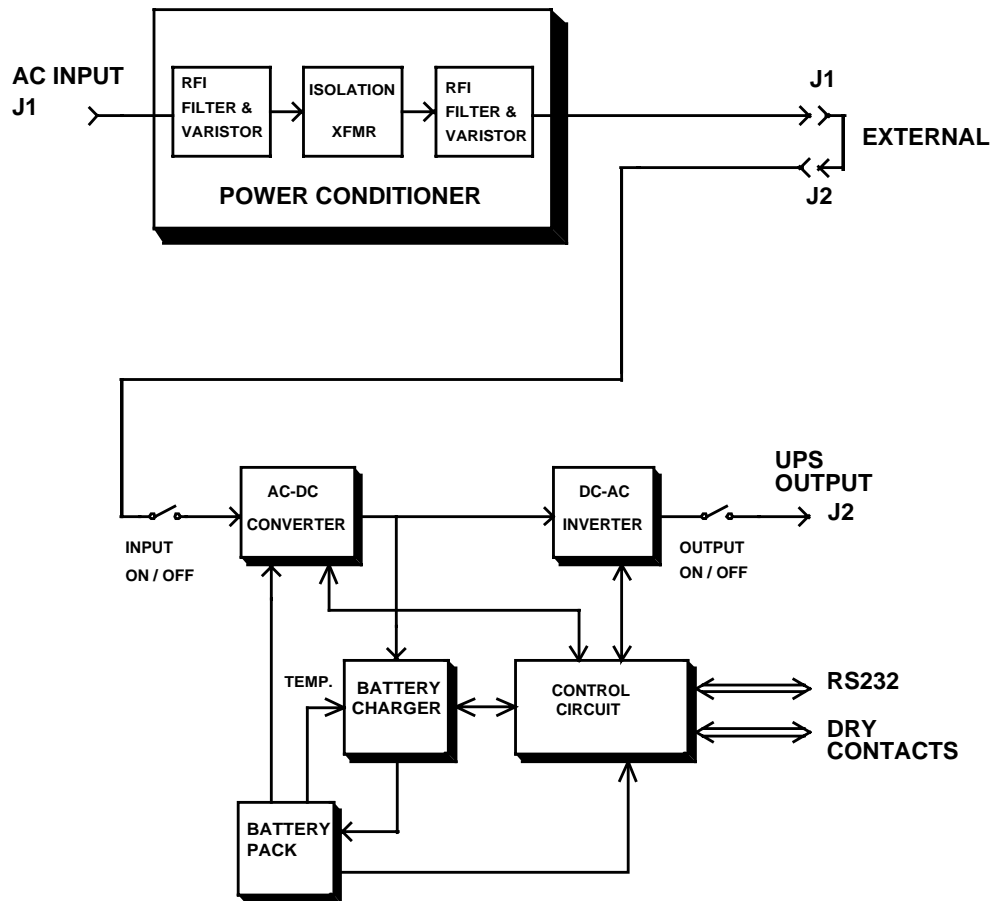 AC INPUT
J1
RFI
FILTER &
VARISTOR
ISOLATION
XFMR
RFI
FILTER &
VARISTOR
POWER CONDITIONER
J1
EXTERNAL
J2
AC-DC
CONVERTER
DC-AC
INVERTER
UPS
OUTPUT
J2
INPUT
ON / OFF
OUTPUT
ON / OFF
TEMP.
BATTERY
CHARGER
CONTROL
CIRCUIT
RS232
DRY
CONTACTS
BATTERY
PACK